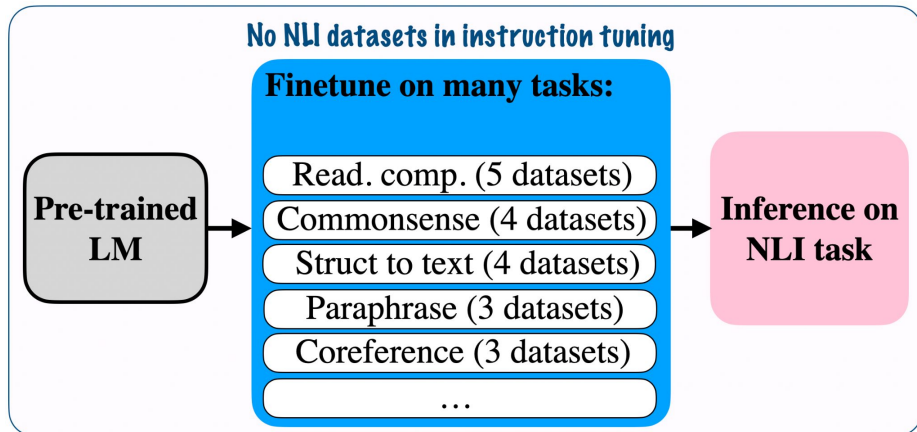 No NLI datasets in instruction tuning
Finetune on many tasks:
Pre-trained
LM
Read. comp. (5 datasets)
Commonsense (4 datasets)
Struct to text (4 datasets)
Paraphrase (3 datasets)
Coreference (3 datasets)
...
Inference on
NLI task